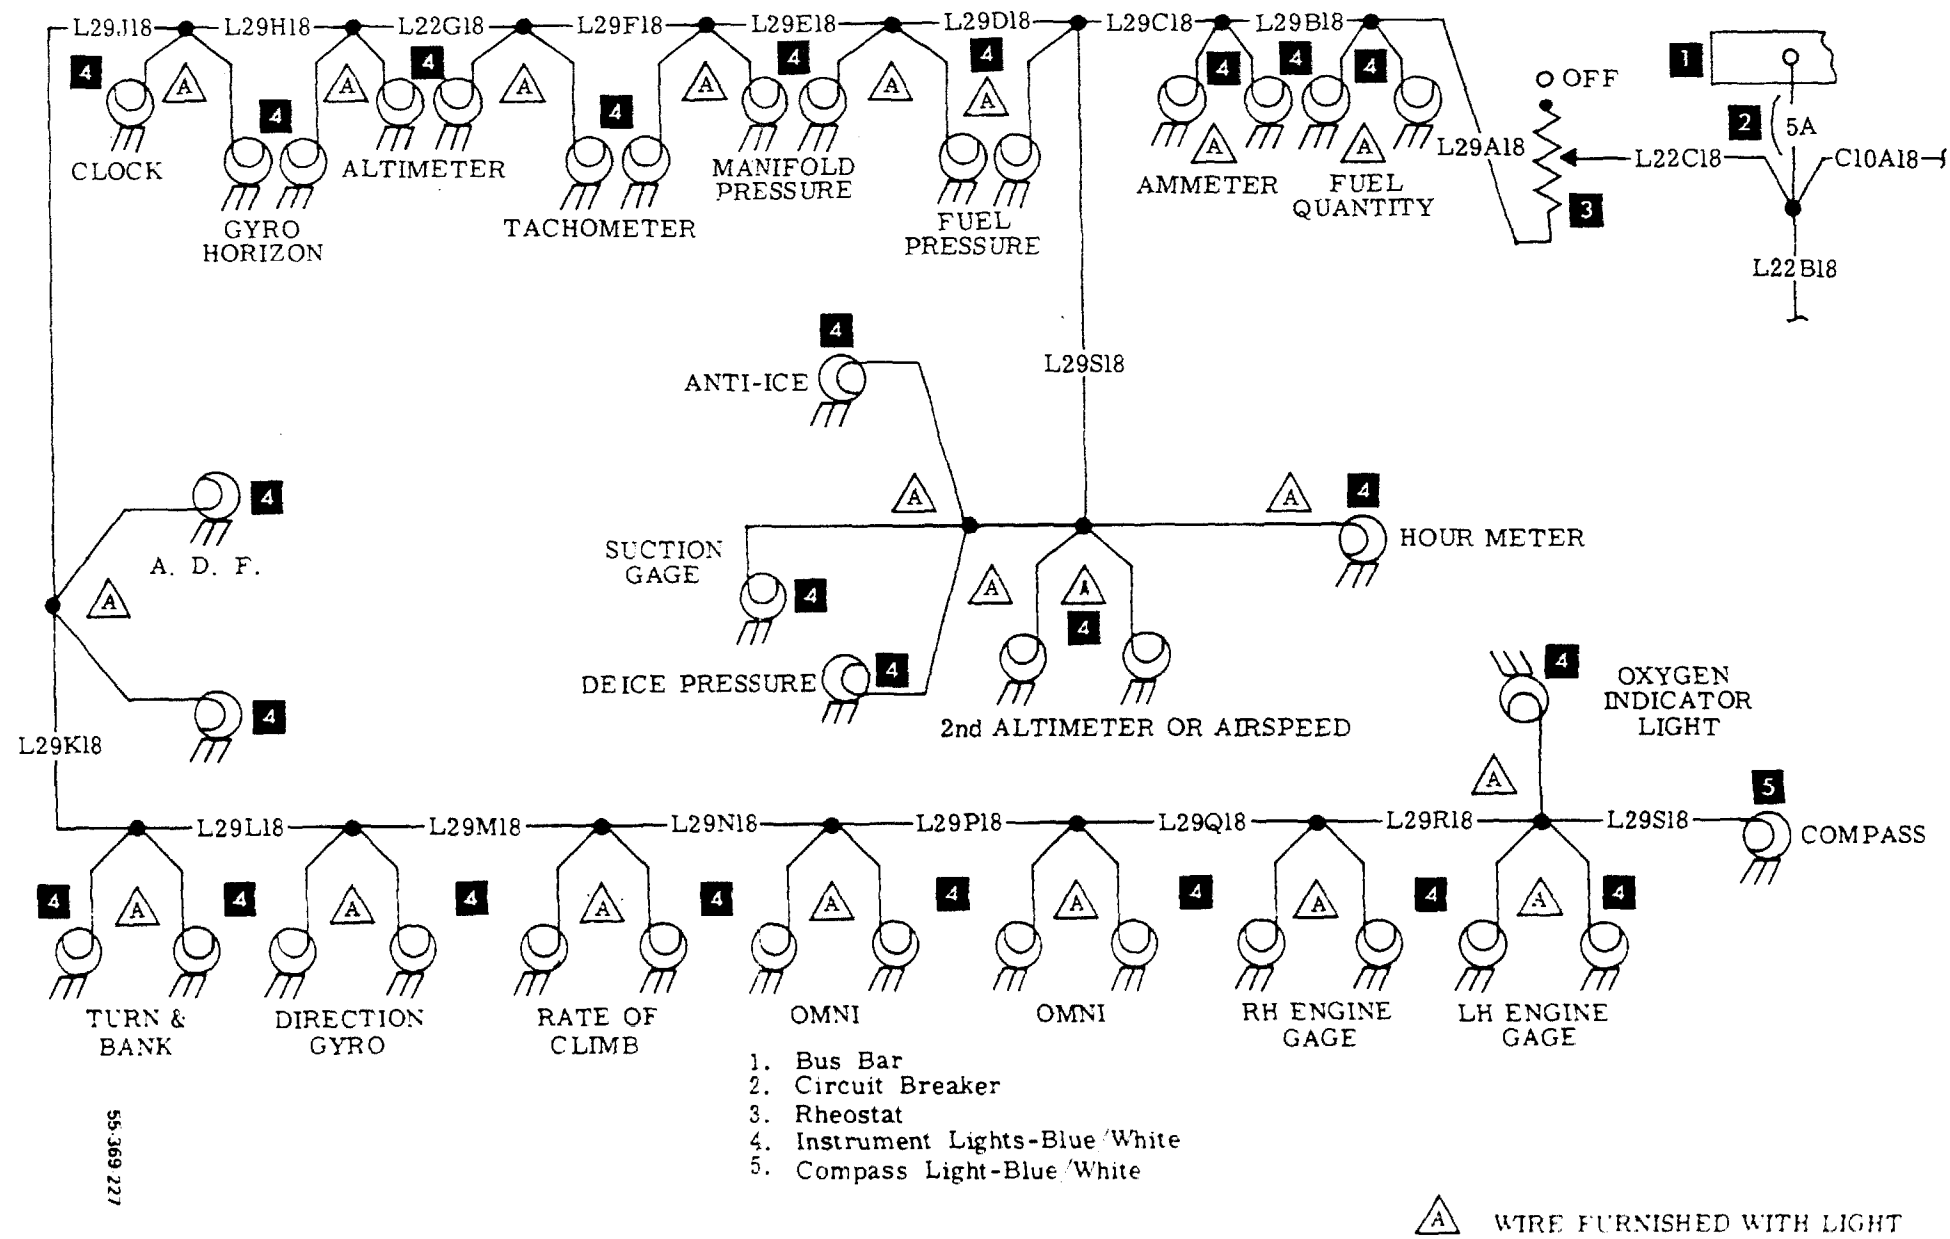 L29J18 L29H18 L22G18 L29F18 L29E18 L29D18 L29C18 L29B18
4 4 4 4 4 4 4 4 4
A A A A A A A A
CLOCK
GYRO
HORIZON
ALTIMETER
TACHOMETER
MANIFOLD
PRESSURE
FUEL
PRESSURE
AMMETER
FUEL
QUANTITY
L29A18
OFF
3
L22C18
1
2
5A
C10A18
L22B18
L29S18
4
ANTI-ICE
A
SUCTION
GAGE
4
DEICE PRESSURE
4
A
A
4
2nd ALTIMETER OR AIRSPEED
A
4
HOUR METER
4
A. D. F.
A
4
L29K18
4
OXYGEN
INDICATOR
LIGHT
A
L29L18 L29M18 L29N18 L29P18 L29Q18 L29R18 L29S18
5
COMPASS
4 4 4 4 4 4 4 4
A A A A A A A
TURN &
BANK
DIRECTION
GYRO
RATE OF
CLIMB
OMNI
OMNI
RH ENGINE
GAGE
LH ENGINE
GAGE
1. Bus Bar
2. Circuit Breaker
3. Rheostat
4. Instrument Lights-Blue/White
5. Compass Light-Blue/White
55-369 227
A WIRE FURNISHED WITH LIGHT